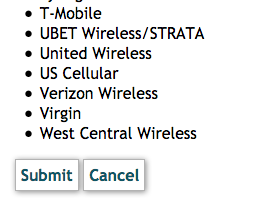 T-Mobile
UBET Wireless/STRATA
United Wireless
US Cellular
Verizon Wireless
Virgin
West Central Wireless
Submit Cancel